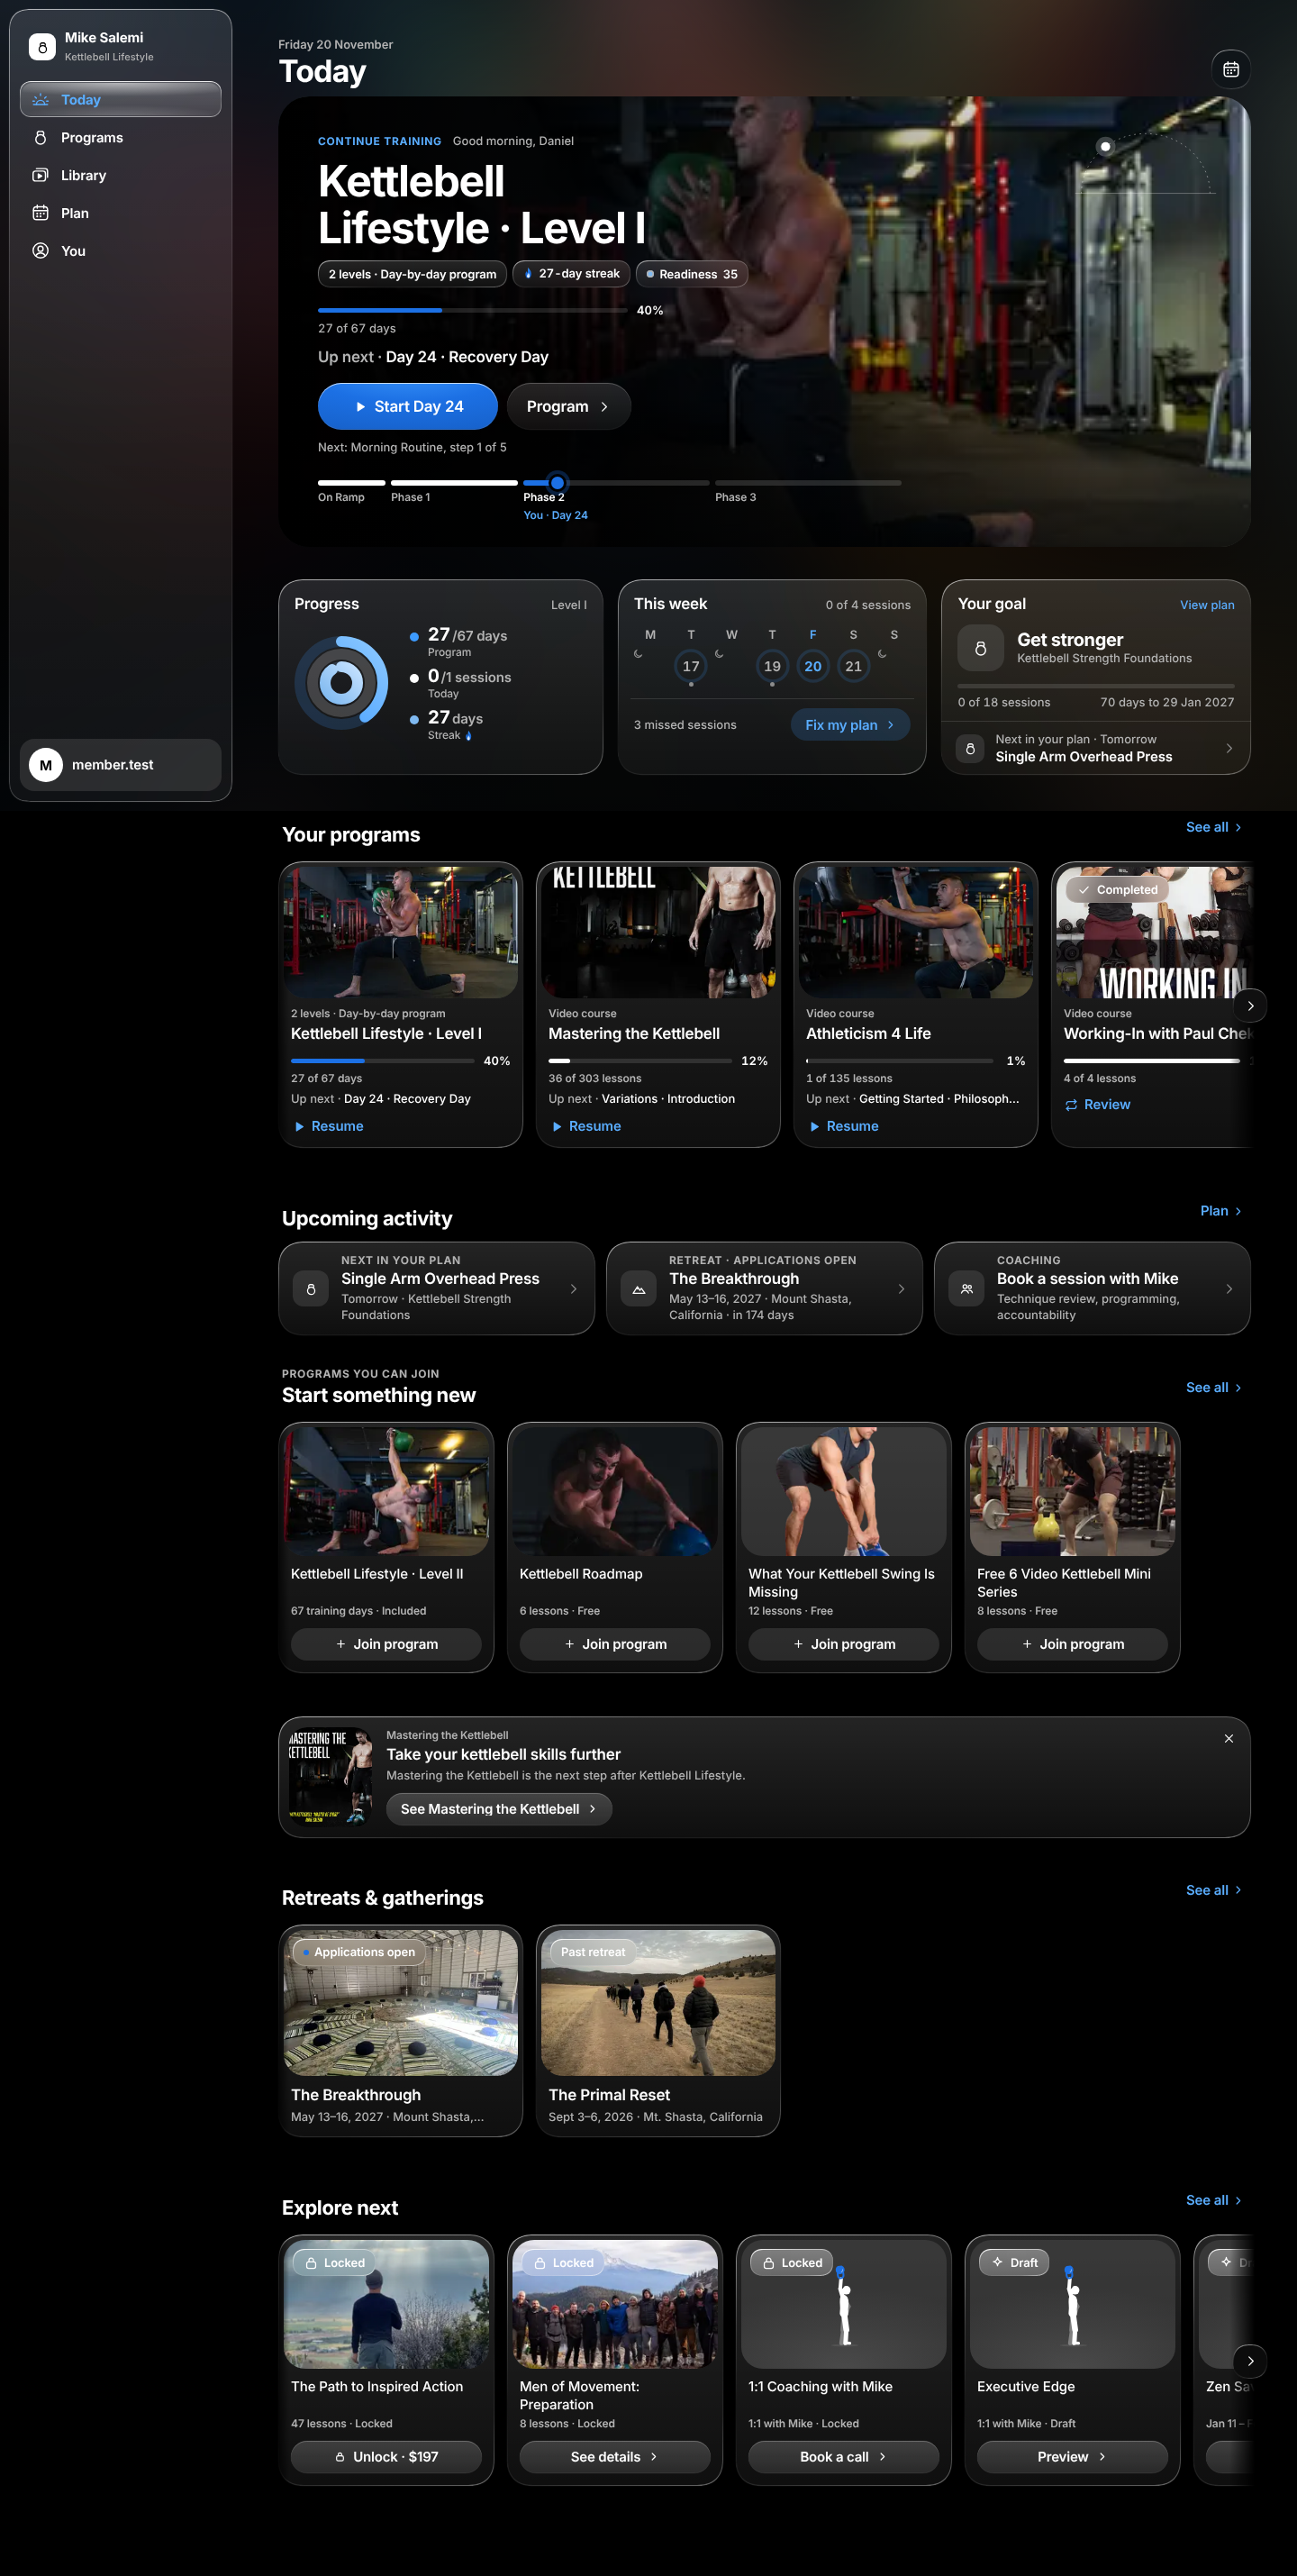 Mike Salemi
Kettlebell Lifestyle
Today
Programs
Library
Plan
You
M
member.test
Friday 20 November
Today
CONTINUE TRAINING Good morning, Daniel
Kettlebell
Lifestyle · Level I
2 levels · Day-by-day program
27-day streak
Readiness 35
40%
27 of 67 days
Up next · Day 24 · Recovery Day
Start Day 24
Program
Next: Morning Routine, step 1 of 5
On Ramp
Phase 1
Phase 2
Phase 3
You · Day 24
Progress
Level I
27/67 days
Program
0/1 sessions
Today
27 days
Streak
This week
0 of 4 sessions
M T W T F S S
17 19 20 21
3 missed sessions
Fix my plan
Your goal
View plan
Get stronger
Kettlebell Strength Foundations
0 of 18 sessions
70 days to 29 Jan 2027
Next in your plan · Tomorrow
Single Arm Overhead Press
Your programs
See all
2 levels · Day-by-day program
Kettlebell Lifestyle · Level I
40%
27 of 67 days
Up next · Day 24 · Recovery Day
Resume
KETTLEBELL
Video course
Mastering the Kettlebell
12%
36 of 303 lessons
Up next · Variations · Introduction
Resume
Video course
Athleticism 4 Life
1%
1 of 135 lessons
Up next · Getting Started · Philosoph...
Resume
Completed
WORKING IN
Video course
Working-In with Paul Chek
4 of 4 lessons
Review
Upcoming activity
Plan
NEXT IN YOUR PLAN
Single Arm Overhead Press
Tomorrow · Kettlebell Strength
Foundations
RETREAT · APPLICATIONS OPEN
The Breakthrough
May 13–16, 2027 · Mount Shasta,
California · in 174 days
COACHING
Book a session with Mike
Technique review, programming,
accountability
PROGRAMS YOU CAN JOIN
Start something new
See all
Kettlebell Lifestyle · Level II
67 training days · Included
Join program
Kettlebell Roadmap
6 lessons · Free
Join program
What Your Kettlebell Swing Is
Missing
12 lessons · Free
Join program
Free 6 Video Kettlebell Mini
Series
8 lessons · Free
Join program
MASTERING THE
KETTLEBELL
Mastering the Kettlebell
Take your kettlebell skills further
Mastering the Kettlebell is the next step after Kettlebell Lifestyle.
See Mastering the Kettlebell
Retreats & gatherings
See all
Applications open
The Breakthrough
May 13–16, 2027 · Mount Shasta,...
Past retreat
The Primal Reset
Sept 3–6, 2026 · Mt. Shasta, California
Explore next
See all
Locked
The Path to Inspired Action
47 lessons · Locked
Unlock · $197
Locked
Men of Movement:
Preparation
8 lessons · Locked
See details
Locked
1:1 Coaching with Mike
1:1 with Mike · Locked
Book a call
Draft
Executive Edge
1:1 with Mike · Draft
Preview
Zen
Jan 11 –